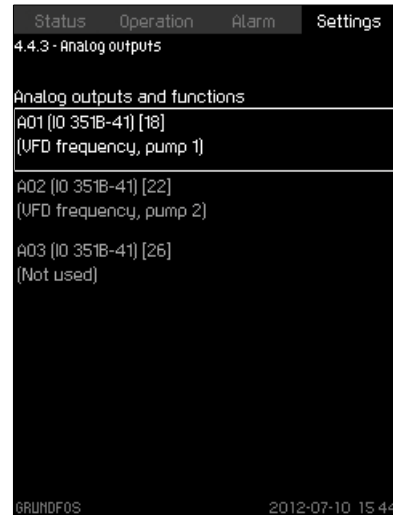 Status Operation Alarm Settings
4.4.3 - Analog outputs
Analog outputs and functions
AO1 (IO 351B-41) [18]
(VFD frequency, pump 1)
AO2 (IO 351B-41) [22]
(VFD frequency, pump 2)
AO3 (IO 351B-41) [26]
(Not used)
GRUNDFOS 2012-07-10 15:44